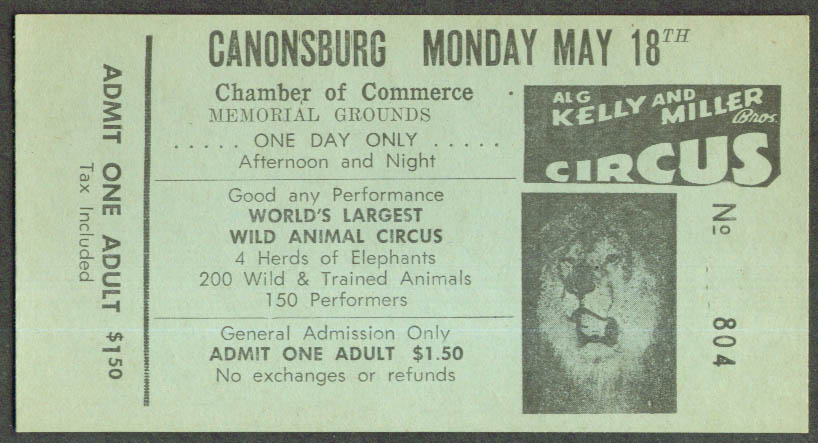 CANONSBURG MONDAY MAY 18TH
ADMIT ONE ADULT $1.50
Tax Included
Chamber of Commerce
MEMORIAL GROUNDS
..... ONE DAY ONLY .....
Afternoon and Night
Good any Performance
WORLD'S LARGEST
WILD ANIMAL CIRCUS
4 Herds of Elephants
200 Wild & Trained Animals
150 Performers
General Admission Only
ADMIT ONE ADULT $1.50
No exchanges or refunds
AL G
KELLY AND
MILLER Bros.
CIRCUS
No 804